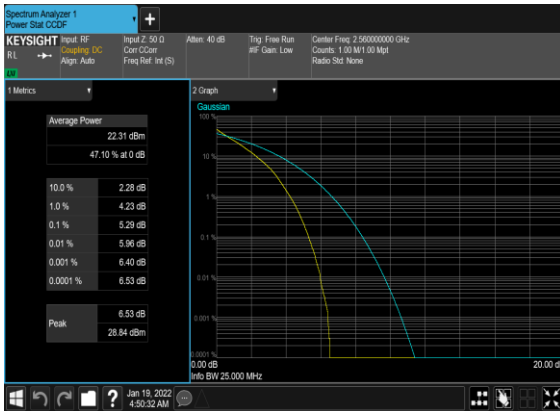 Spectrum Analyzer 1
Power Stat CCDF
KEYSIGHT
RL
LXI
Input: RF
Coupling: DC
Align: Auto
Input Z: 50 Ω
Corr CCorr
Freq Ref: Int (S)
Atten: 40 dB
Trig: Free Run
#IF Gain: Low
Center Freq: 2.560000000 GHz
Counts: 1.00 M/1.00 Mpt
Radio Std: None
1 Metrics
Average Power
22.31 dBm
47.10 % at 0 dB
10.0 % 2.28 dB
1.0 % 4.23 dB
0.1 % 5.29 dB
0.01 % 5.96 dB
0.001 % 6.40 dB
0.0001 % 6.53 dB
Peak
6.53 dB
28.84 dBm
2 Graph
Gaussian
100 %
10 %
1 %
0.1 %
0.01 %
0.001 %
0.0001 %
0.00 dB
20.00 d
Info BW 25.000 MHz
?
Jan 19, 2022
4:50:32 AM